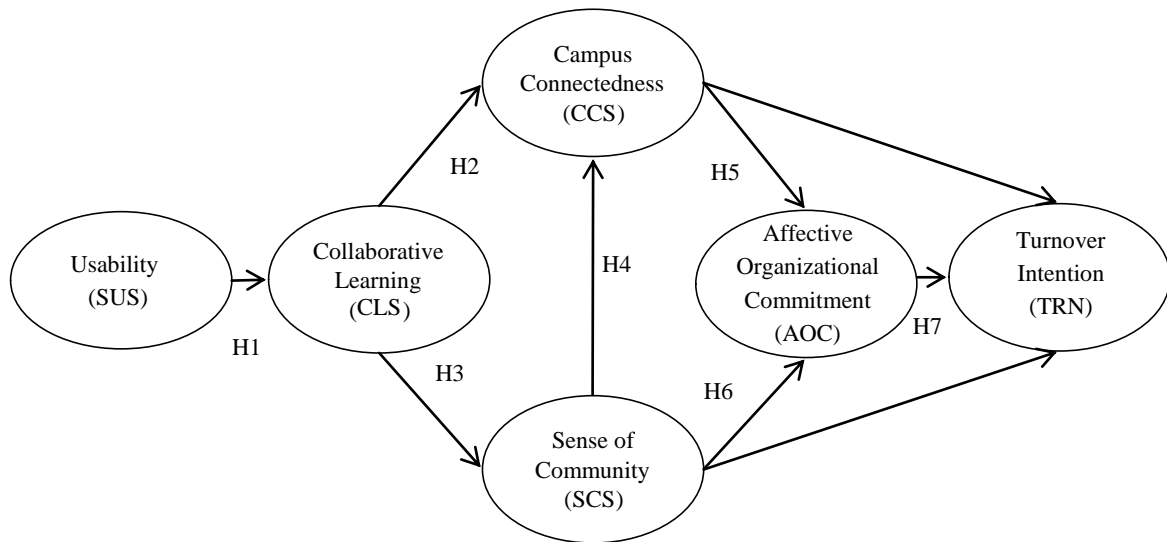 Campus
Connectedness
(CCS)
H2
H5
Usability
(SUS)
H1
Collaborative
Learning
(CLS)
H4
Affective
Organizational
Commitment
(AOC)
H7
Turnover
Intention
(TRN)
H3
H6
Sense of
Community
(SCS)